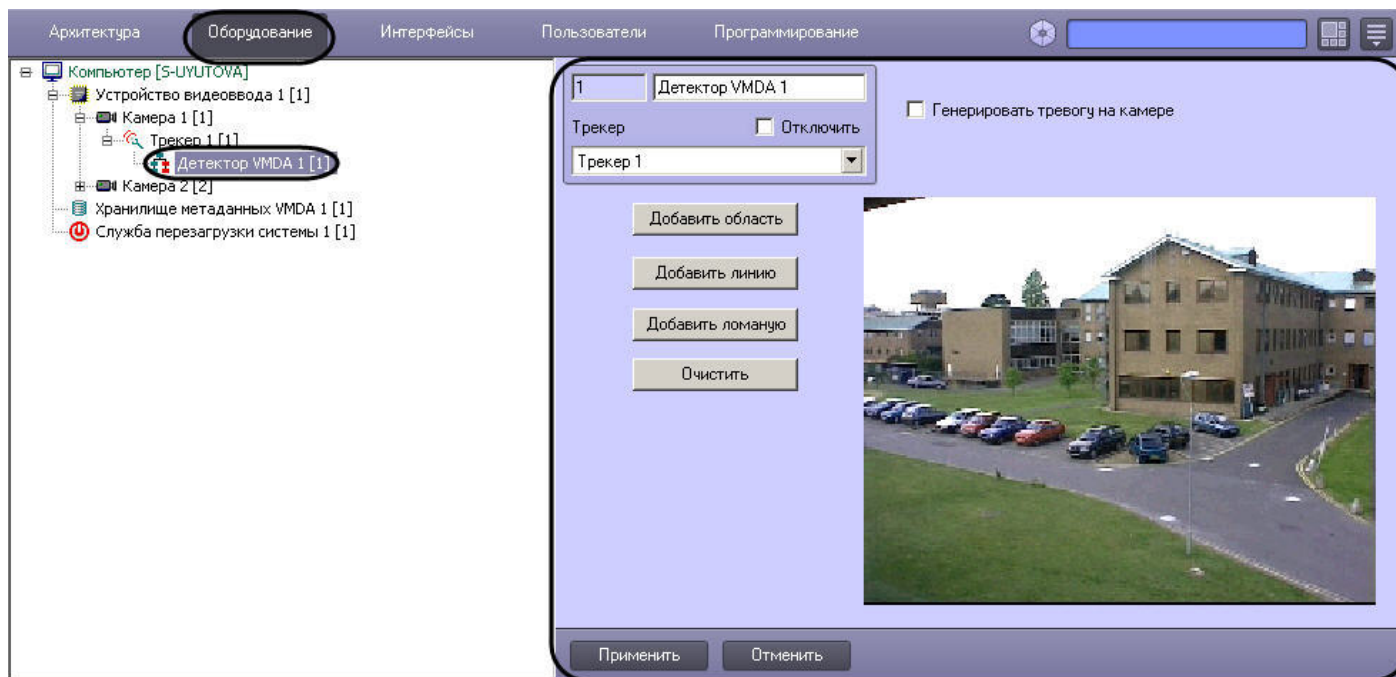 Архитектура Оборудование Интерфейсы Пользователи Программирование
Компьютер [S-UYUTOVA]
Устройство видеоввода 1 [1]
Камера 1 [1]
Трекер 1 [1]
Детектор VMDA 1 [1]
Камера 2 [2]
Хранилище метаданных VMDA 1 [1]
Служба перезагрузки системы 1 [1]
1 Детектор VMDA 1
Трекер Отключить
Трекер 1
Генерировать тревогу на камере
Добавить область
Добавить линию
Добавить ломаную
Очистить
Применить Отменить